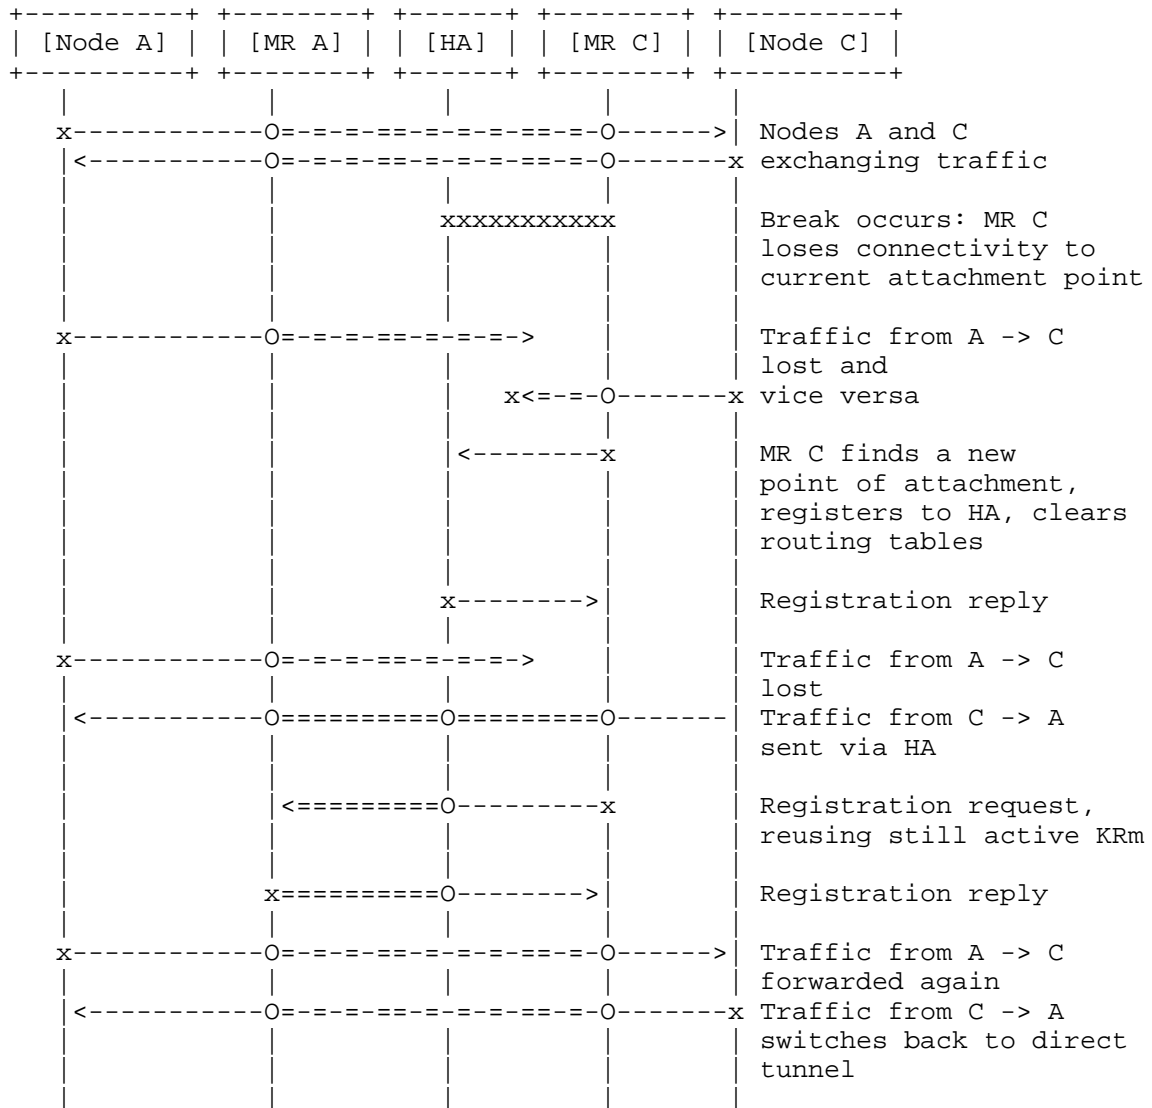 [Node A] [MR A] [HA] [MR C] [Node C]
Nodes A and C
exchanging traffic
Break occurs: MR C
loses connectivity to
current attachment point
Traffic from A -> C
lost and
vice versa
MR C finds a new
point of attachment,
registers to HA, clears
routing tables
Registration reply
Traffic from A -> C
lost
Traffic from C -> A
sent via HA
Registration request,
reusing still active KRm
Registration reply
Traffic from A -> C
forwarded again
Traffic from C -> A
switches back to direct
tunnel